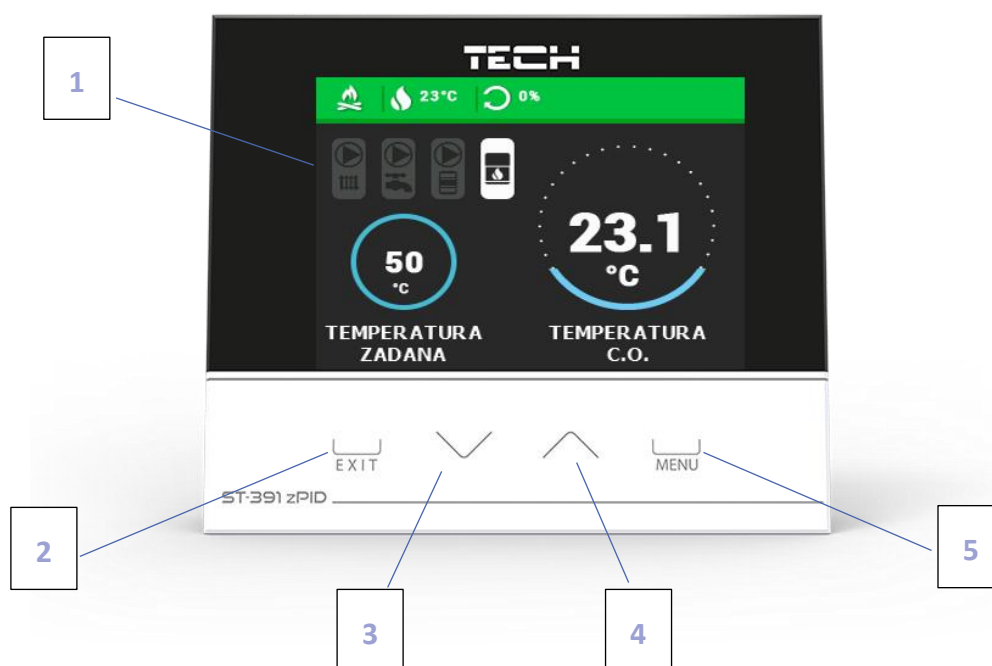 TECH
1
23°C
0%
50
°C
23.1
°C
TEMPERATURA
ZADANA
TEMPERATURA
C.O.
EXIT
MENU
ST-391 zPID
2
3
4
5